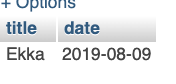 + Options
title date
Ekka 2019-08-09